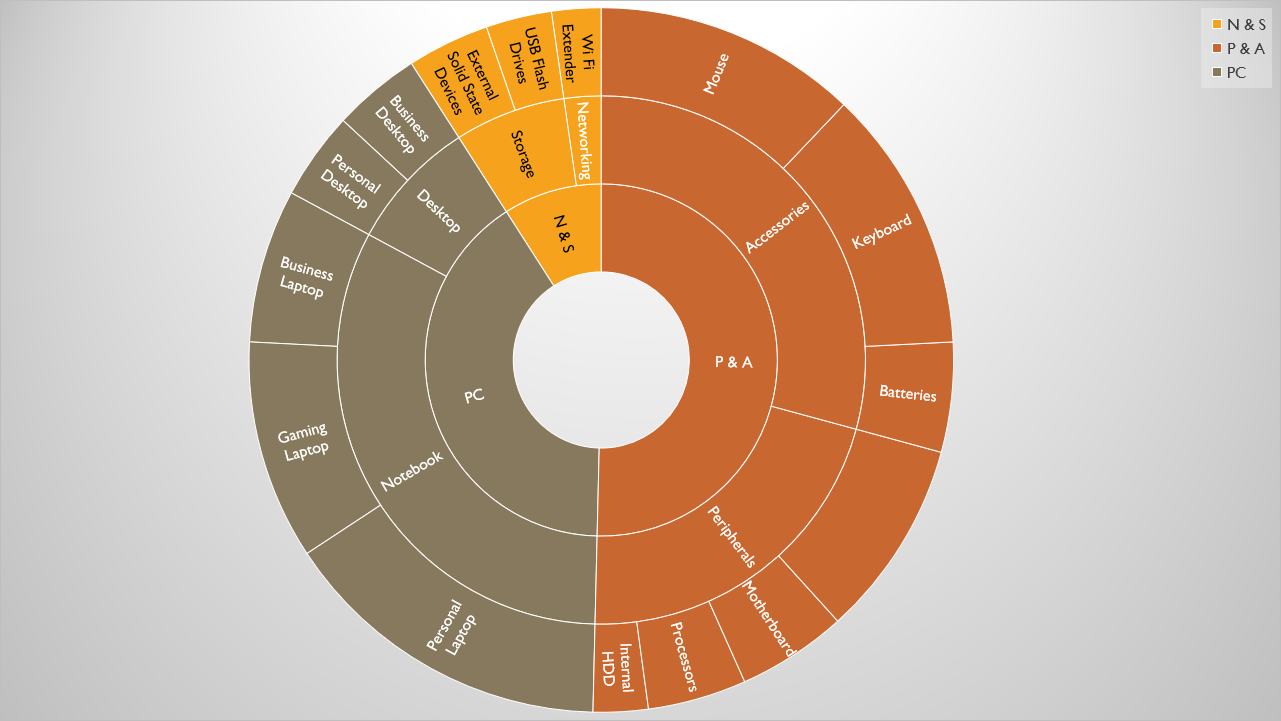 N & S
P & A
PC
Wi Fi
Extender
USB Flash
Drives
External
Solid State
Devices
Networking
Storage
N & S
Mouse
Keyboard
Batteries
Accessories
P & A
Peripherals
Motherboard
Processors
Internal
HDD
Business
Desktop
Personal
Desktop
Desktop
Business
Laptop
Gaming
Laptop
Personal
Laptop
Notebook
PC